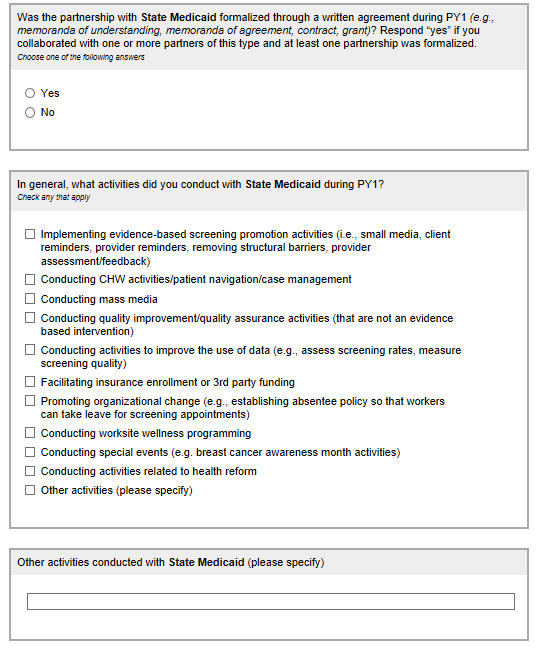 Was the partnership with State Medicaid formalized through a written agreement during PY1 (e.g.,
memoranda of understanding, memoranda of agreement, contract, grant)? Respond "yes" if you
collaborated with one or more partners of this type and at least one partnership was formalized.
Choose one of the following answers
Yes
No
In general, what activities did you conduct with State Medicaid during PY1?
Check any that apply
Implementing evidence-based screening promotion activities (i.e., small media, client
reminders, provider reminders, removing structural barriers, provider
assessment/feedback)
Conducting CHW activities/patient navigation/case management
Conducting mass media
Conducting quality improvement/quality assurance activities (that are not an evidence
based intervention)
Conducting activities to improve the use of data (e.g., assess screening rates, measure
screening quality)
Facilitating insurance enrollment or 3rd party funding
Promoting organizational change (e.g., establishing absentee policy so that workers
can take leave for screening appointments)
Conducting worksite wellness programming
Conducting special events (e.g. breast cancer awareness month activities)
Conducting activities related to health reform
Other activities (please specify)
Other activities conducted with State Medicaid (please specify)